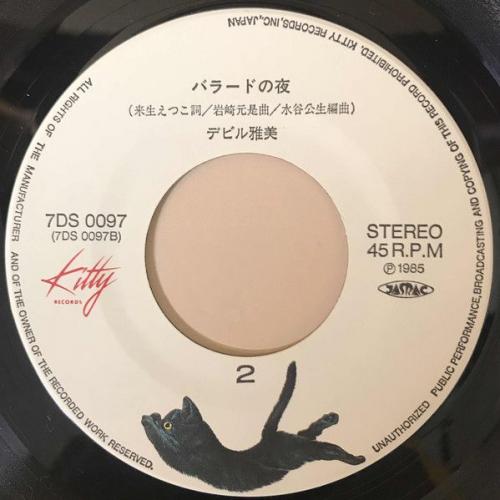 バラードの夜
(来生えつこ詞/岩崎元是曲/水谷公生編曲)
デビル雅美
7DS 0097
(7DS 0097B)
Kitty
RECORDS
STEREO
45 R.P.M
Ⓟ1985
JASRAC
2
ALL RIGHTS OF THE MANUFACTURER AND OF THE OWNER OF THE RECORDED WORK RESERVED.
UNAUTHORIZED PUBLIC PERFORMANCE,BROADCASTING AND COPYING OF THIS RECORD PROHIBITED. KITTY RECORDS, INC.,JAPAN